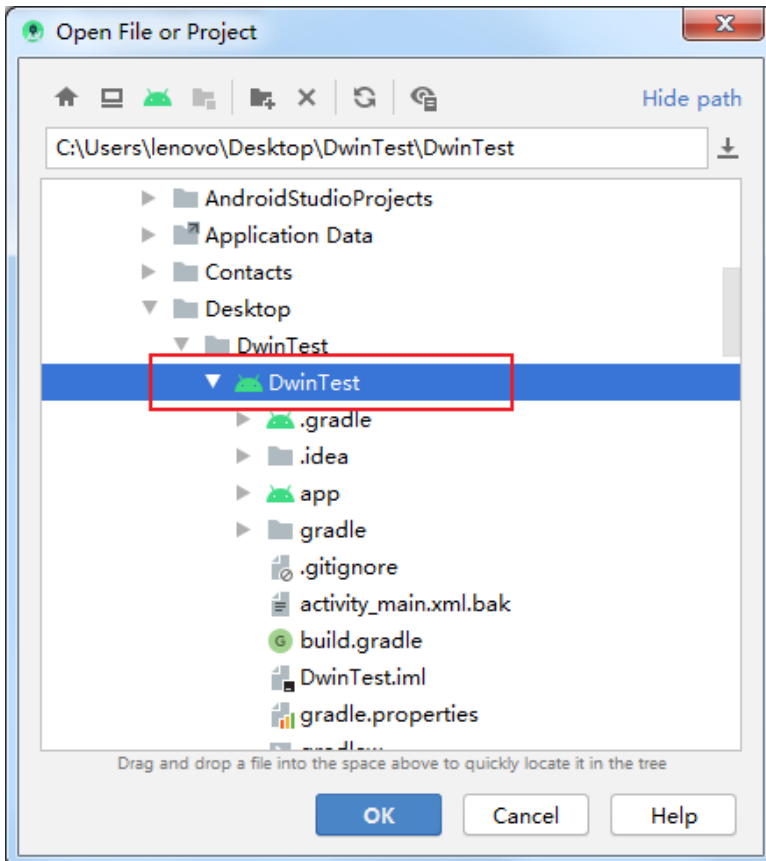 Open File or Project
Hide path
C:\Users\lenovo\Desktop\DwinTest\DwinTest
AndroidStudioProjects
Application Data
Contacts
Desktop
DwinTest
DwinTest
.gradle
.idea
app
gradle
.gitignore
activity_main.xml.bak
build.gradle
DwinTest.iml
gradle.properties
Drag and drop a file into the space above to quickly locate it in the tree
OK Cancel Help